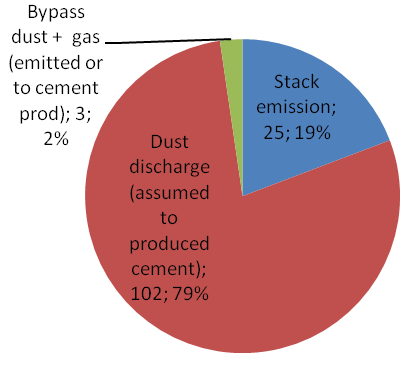 Bypass
dust +  gas
(emitted or
to cement
prod); 3;
2%
Stack
emission;
25; 19%
Dust
discharge
(assumed
to
produced
cement);
102; 79%